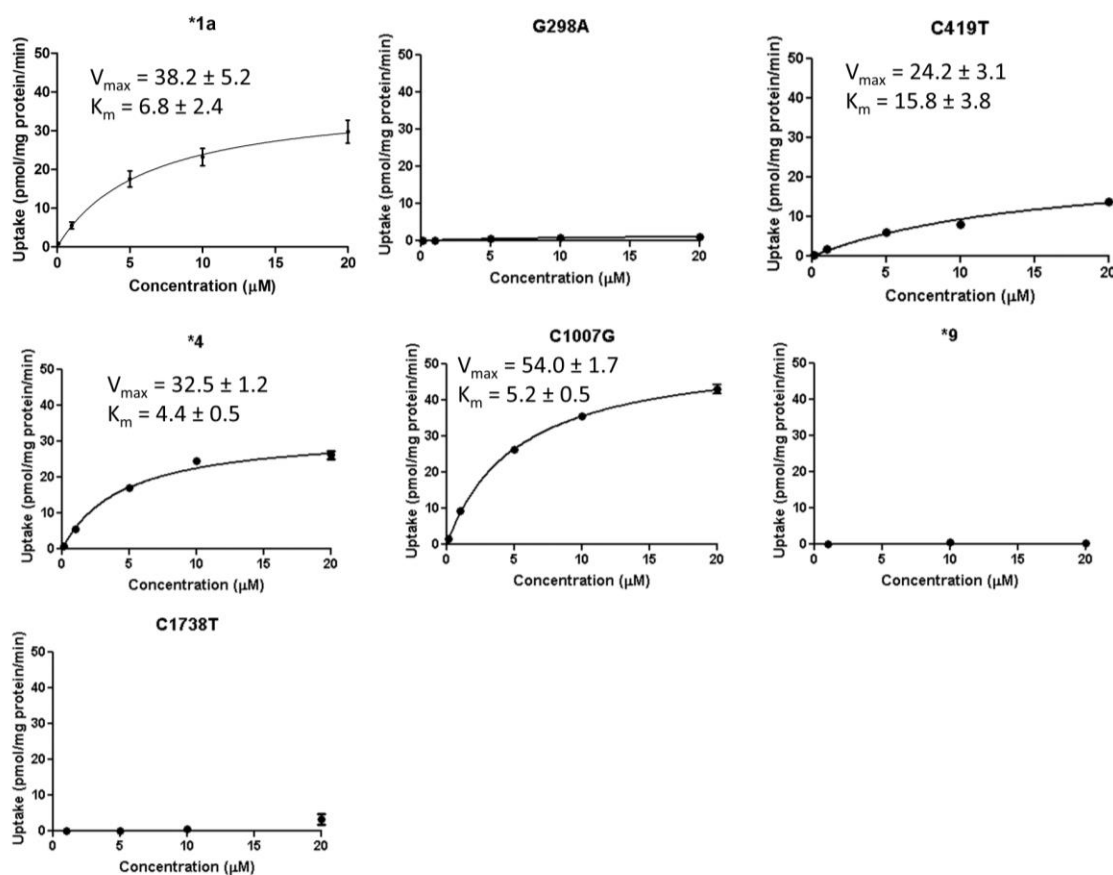 *1a
V_max = 38.2 ± 5.2
K_m = 6.8 ± 2.4
50
40
30
20
10
0
Uptake (pmol/mg protein/min)
0 5 10 15 20
Concentration (μM)
G298A
50
40
30
20
10
0
Uptake (pmol/mg protein/min)
0 5 10 15 20
Concentration (μM)
C419T
V_max = 24.2 ± 3.1
K_m = 15.8 ± 3.8
50
40
30
20
10
0
Uptake (pmol/mg protein/min)
0 5 10 15 20
Concentration (μM)
*4
V_max = 32.5 ± 1.2
K_m = 4.4 ± 0.5
50
40
30
20
10
0
Uptake (pmol/mg protein/min)
0 5 10 15 20
Concentration (μM)
C1007G
V_max = 54.0 ± 1.7
K_m = 5.2 ± 0.5
50
40
30
20
10
0
Uptake (pmol/mg protein/min)
0 5 10 15 20
Concentration (μM)
*9
50
40
30
20
10
0
Uptake (pmol/mg protein/min)
0 5 10 15 20
Concentration (μM)
C1738T
50
40
30
20
10
0
Uptake (pmol/mg protein/min)
0 5 10 15 20
Concentration (μM)